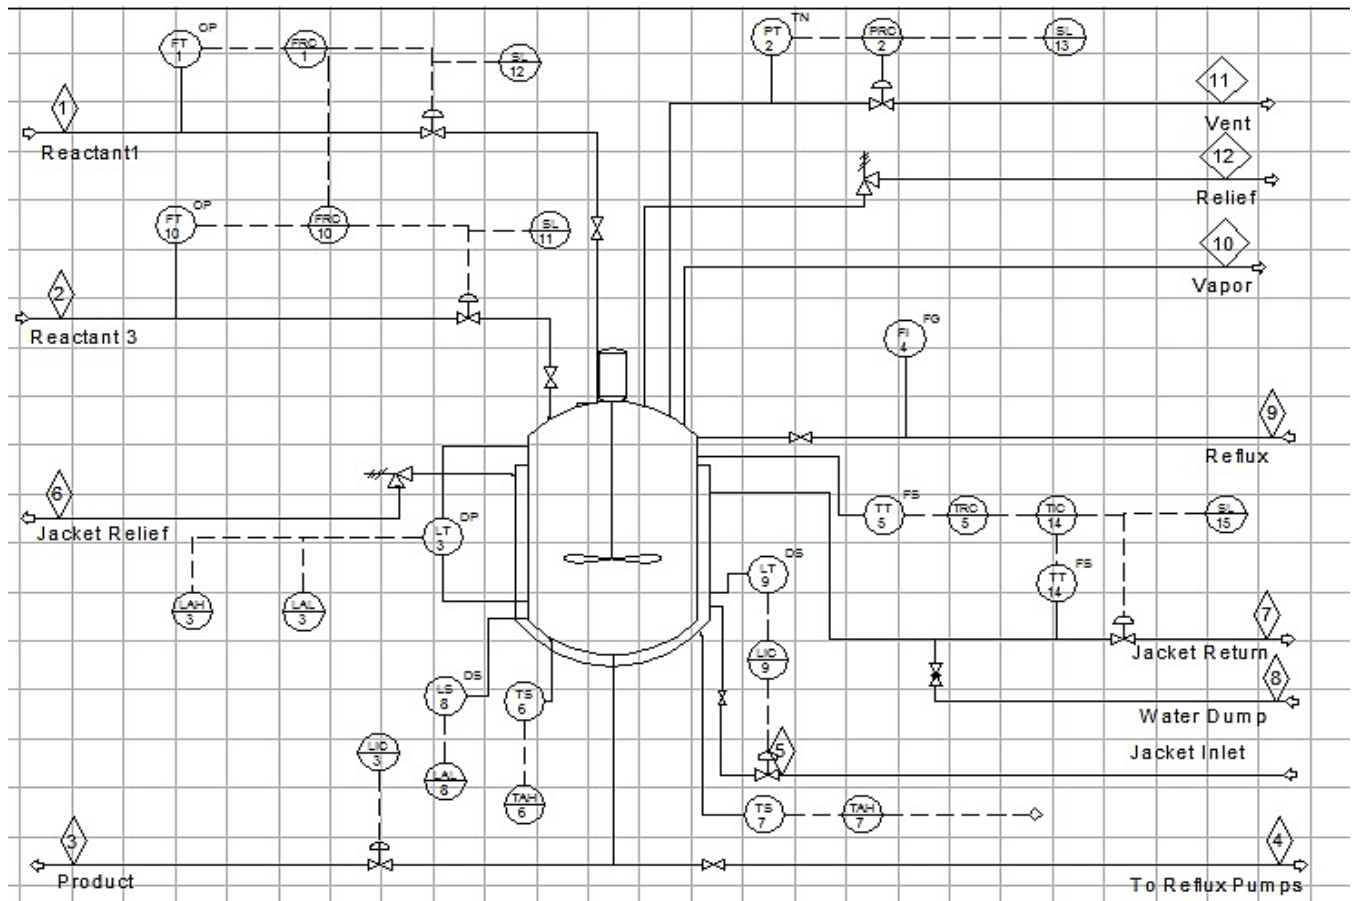 OP
FT
1
FRC
1
SL
12
TN
PT
2
PRC
2
SL
13
1
Reactant1
11
Vent
12
Relief
OP
FT
10
FRC
10
SL
11
10
Vapor
2
Reactant 3
FG
FI
4
9
Reflux
6
Jacket Relief
DP
LT
3
LAH
3
LAL
3
FS
TT
5
TRC
5
TIC
14
SL
15
FS
TT
14
DS
LT
9
LIC
9
7
Jacket Return
8
Water Dump
5
Jacket Inlet
DS
LS
8
TS
6
LIC
3
LAL
8
TAH
6
TS
7
TAH
7
3
Product
4
To Reflux Pumps